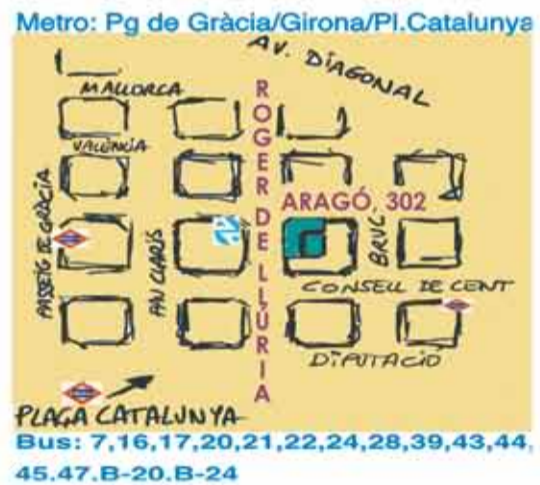 Metro: Pg de Gràcia/Girona/Pl.Catalunya
AV. DIAGONAL
MALLORCA
ROGER DE LLÚRIA
VALÈNCIA
ARAGÓ, 302
PASSEIG DE GRÀCIA
PAU CLARÍS
BRUC
CONSELL DE CENT
DIPUTACIÓ
PLAÇA CATALUNYA
Bus: 7,16,17,20,21,22,24,28,39,43,44,
45.47.B-20.B-24